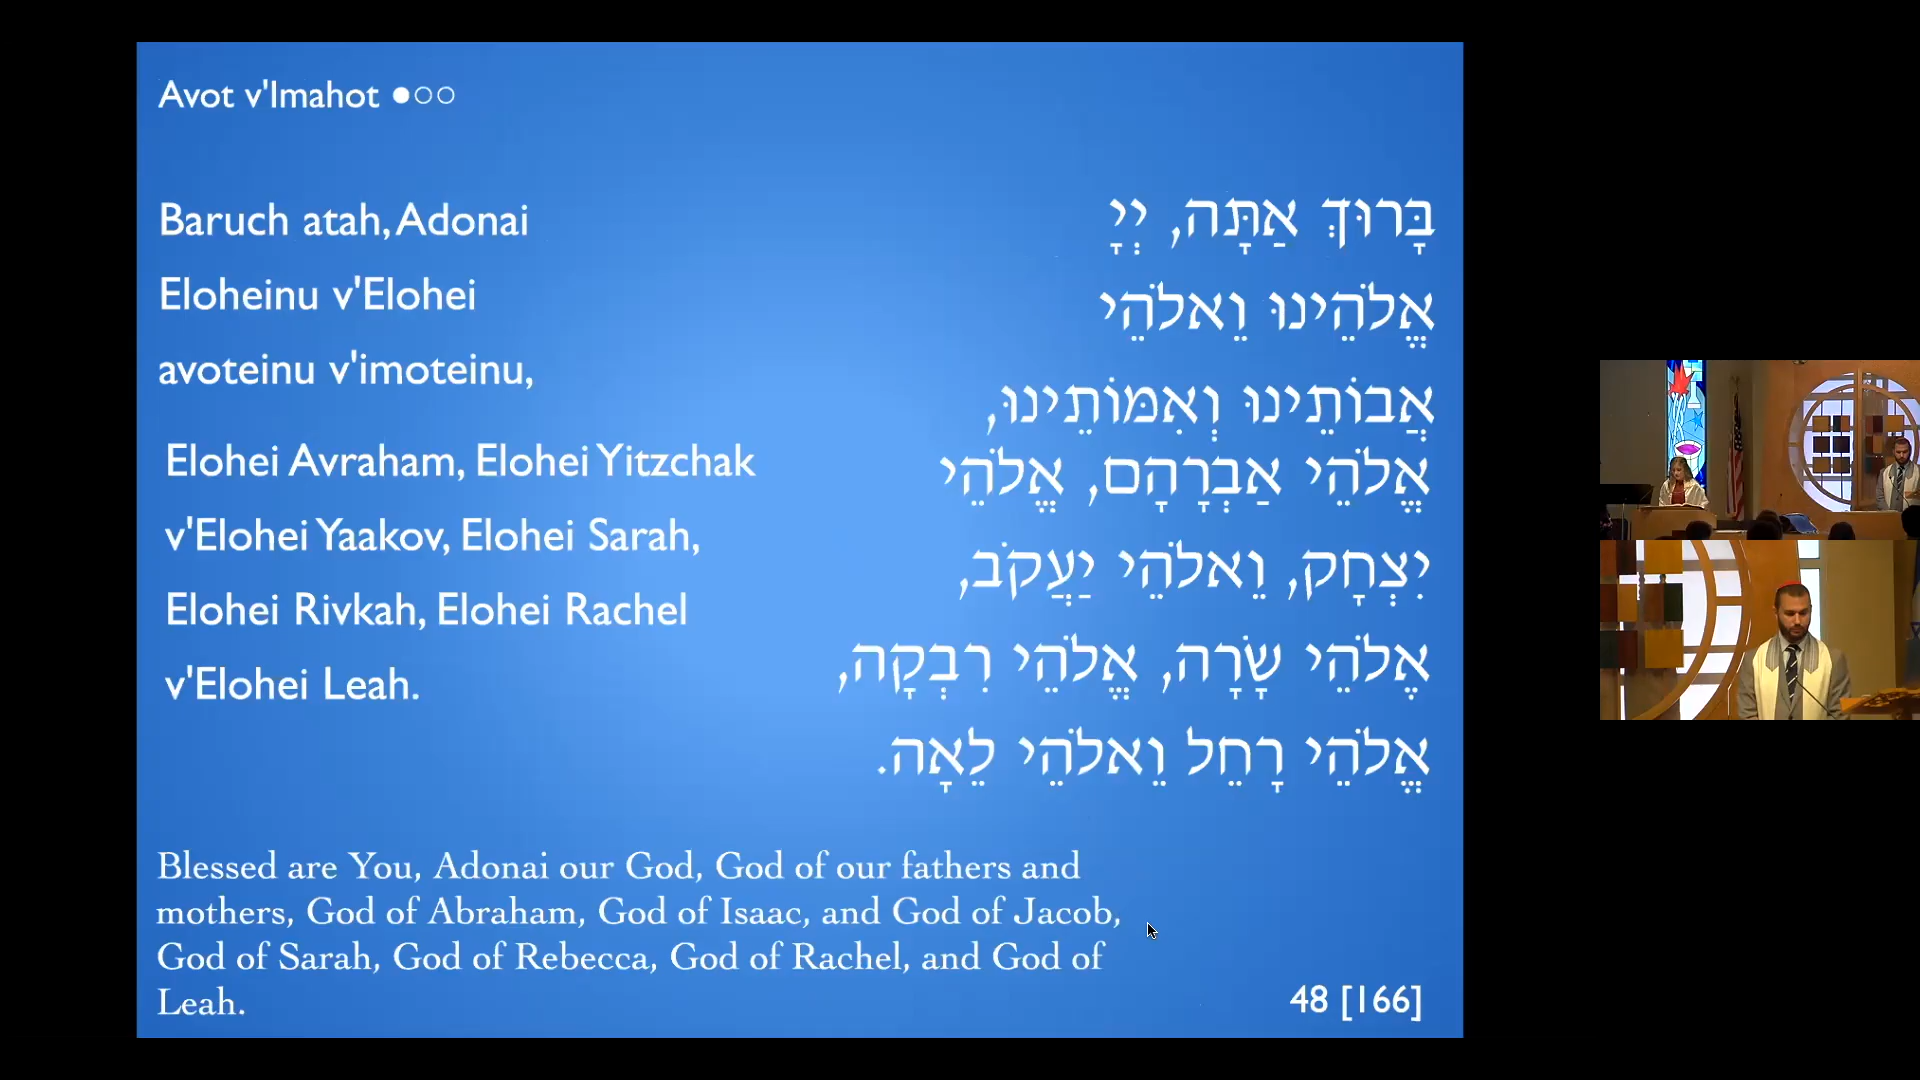 Avot v'Imahot ●○○
Baruch atah, Adonai
Eloheinu v'Elohei
avoteinu v'imoteinu,
Elohei Avraham, Elohei Yitzchak
v'Elohei Yaakov, Elohei Sarah,
Elohei Rivkah, Elohei Rachel
v'Elohei Leah.
בָּרוּךְ אַתָּה, יְיָ
אֱלֹהֵינוּ וֵאלֹהֵי
אֲבוֹתֵינוּ וְאִמּוֹתֵינוּ,
אֱלֹהֵי אַבְרָהָם, אֱלֹהֵי
יִצְחָק, וֵאלֹהֵי יַעֲקֹב,
אֶלֹהֵי שָׂרָה, אֱלֹהֵי רִבְקָה,
אֱלֹהֵי רָחֵל וֵאלֹהֵי לֵאָה.
Blessed are You, Adonai our God, God of our fathers and
mothers, God of Abraham, God of Isaac, and God of Jacob,
God of Sarah, God of Rebecca, God of Rachel, and God of
Leah.
48 [166]